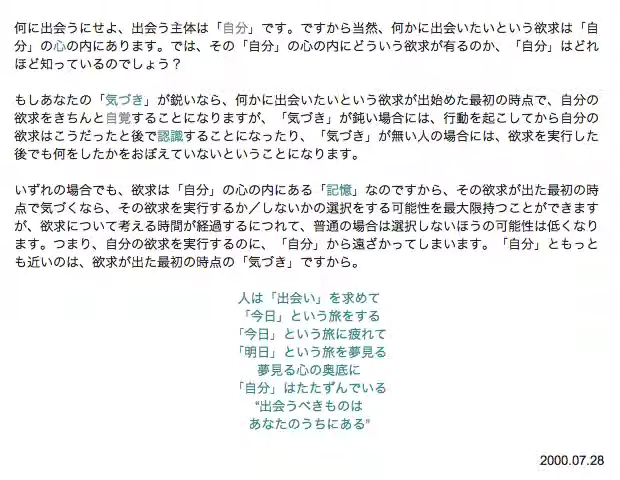 何に出会うにせよ、出会う主体は「自分」です。ですから当然、何かに出会いたいという欲求は「自
分」の心の内にあります。では、その「自分」の心の内にどういう欲求が有るのか、「自分」はどれ
ほど知っているのでしょう？
もしあなたの「気づき」が鋭いなら、何かに出会いたいという欲求が出始めた最初の時点で、自分の
欲求をきちんと自覚することになりますが、「気づき」が鈍い場合には、行動を起こしてから自分の
欲求はこうだったと後で認識することになったり、「気づき」が無い人の場合には、欲求を実行した
後でも何をしたかをおぼえていないということになります。
いずれの場合でも、欲求は「自分」の心の内にある「記憶」なのですから、その欲求が出た最初の時
点で気づくなら、その欲求を実行するか／しないかの選択をする可能性を最大限持つことができます
が、欲求について考える時間が経過するにつれて、普通の場合は選択しないほうの可能性は低くなり
ます。つまり、自分の欲求を実行するのに、「自分」から遠ざかってしまいます。「自分」ともっと
も近いのは、欲求が出た最初の時点の「気づき」ですから。
人は「出会い」を求めて
「今日」という旅をする
「今日」という旅に疲れて
「明日」という旅を夢見る
夢見る心の奥底に
「自分」はたたずんでいる
“出会うべきものは
あなたのうちにある”
2000.07.28